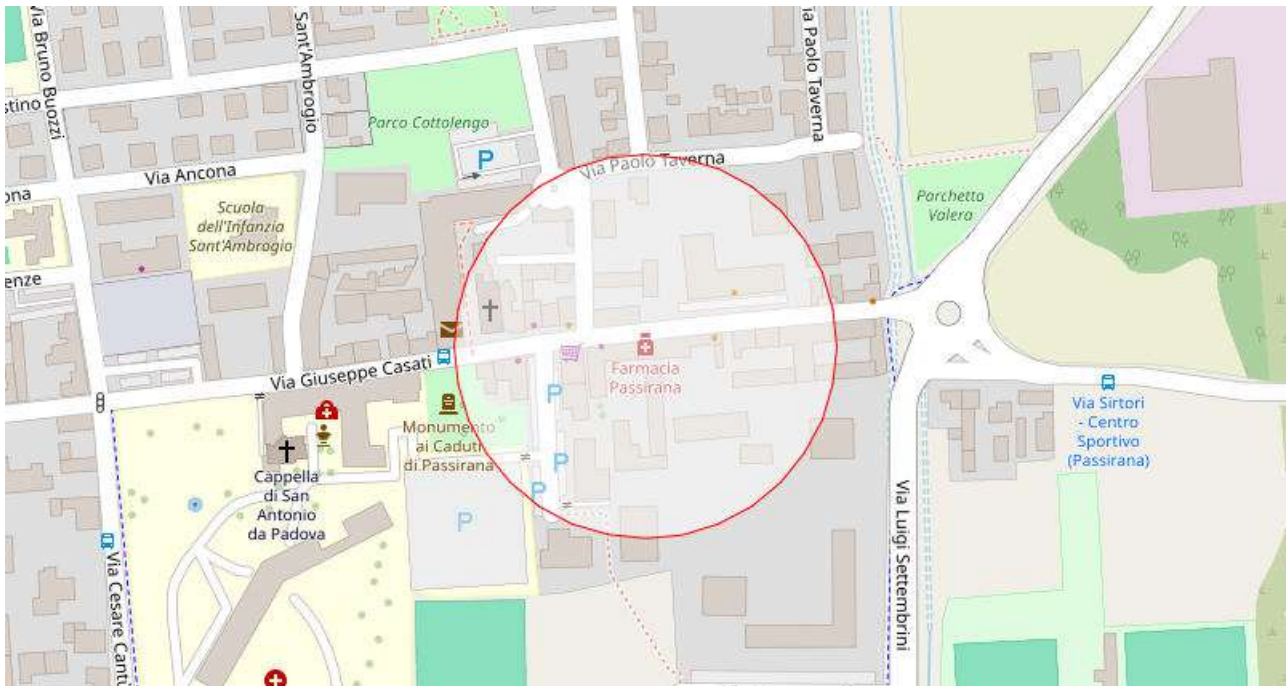 Via Bruno Buozzi
Sant'Ambrogio
Via Paolo Taverna
stino
Parco Cottolengo
P
Via Paolo Taverna
Via Ancona
ona
Scuola
dell'Infanzia
Sant'Ambrogio
Parchetto
Valera
enze
Via Giuseppe Casati
Farmacia
Passirana
P
Monumento
ai Caduti
di Passirana
Via Sirtori
- Centro
Sportivo
(Passirana)
Cappella
di San
Antonio
da Padova
P
P
P
Via Luigi Settembrini
Via Cesare Cantù